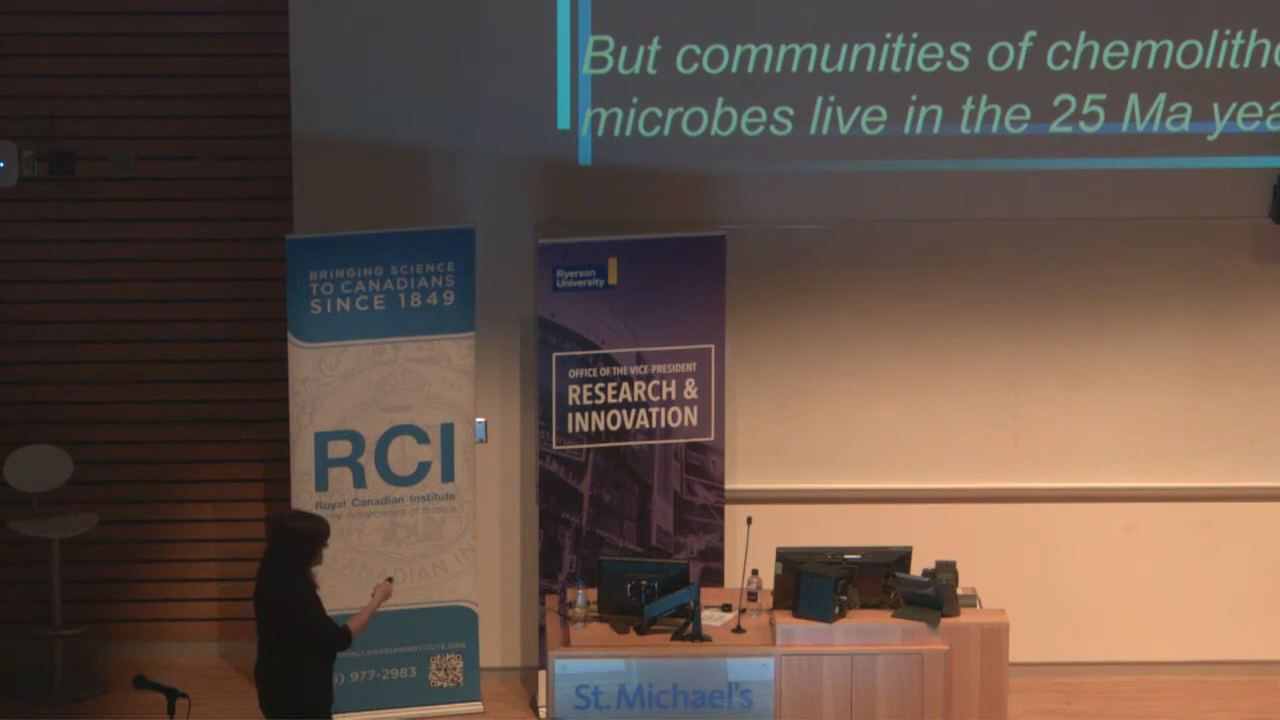 But communities of chemolitho
microbes live in the 25 Ma yea
BRINGING SCIENCE
TO CANADIANS
SINCE 1849
RCI
Royal Canadian Institute
977-2983
Ryerson
University
OFFICE OF THE VICE-PRESIDENT
RESEARCH &
INNOVATION
St. Michael's